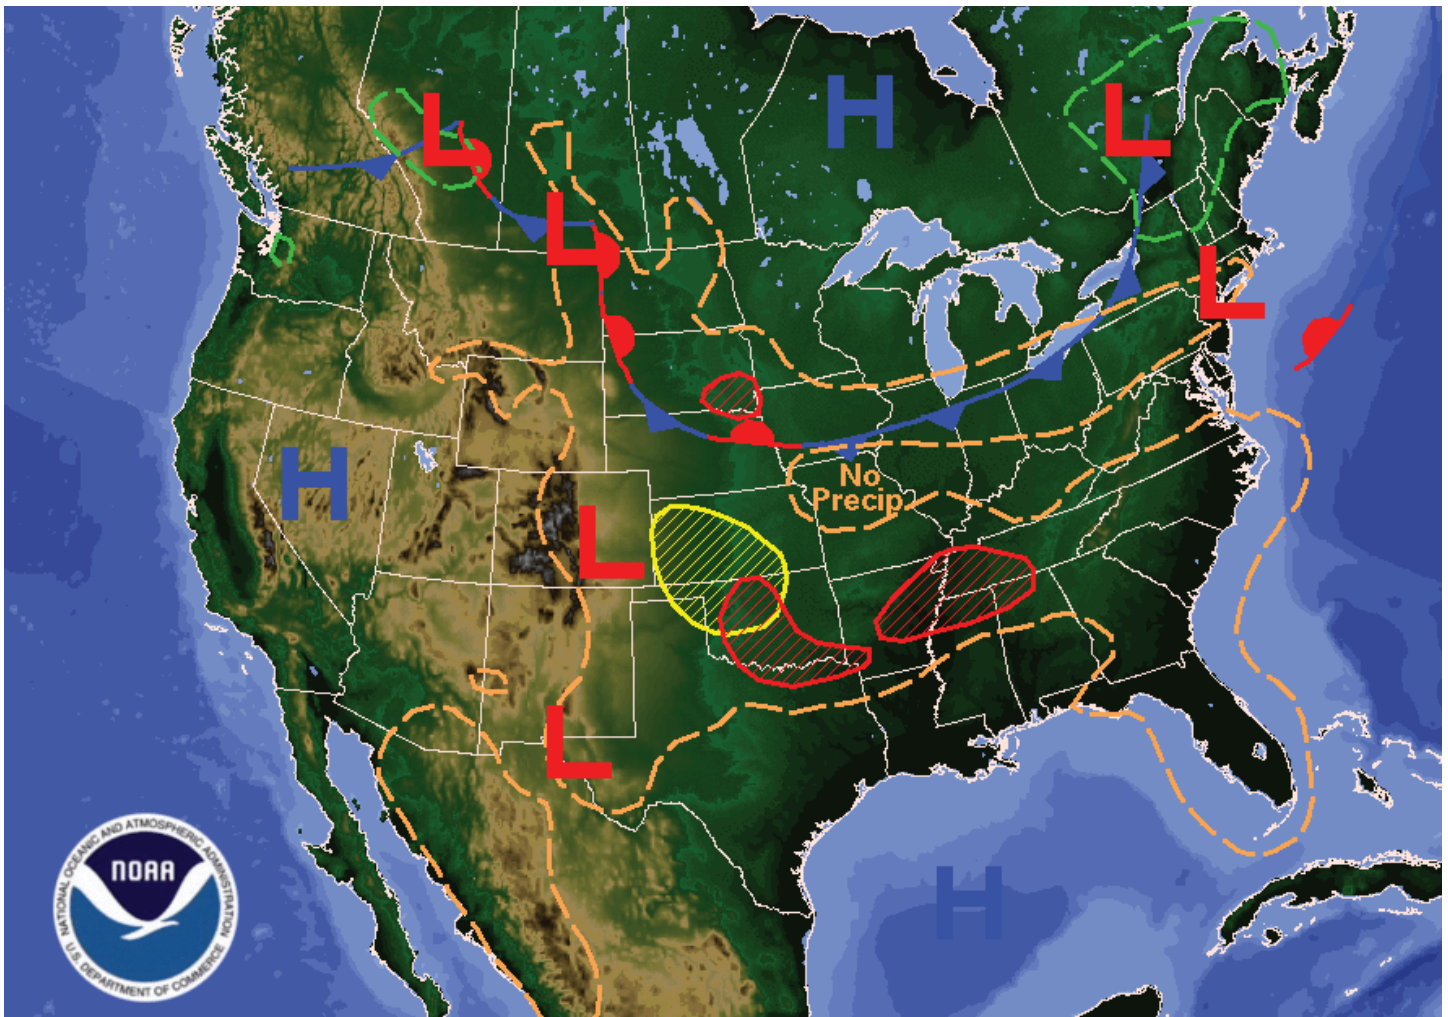 H
L
L
L
L
H
No
Precip
L
L
H
NATIONAL OCEANIC AND ATMOSPHERIC ADMINISTRATION
NOAA
U.S. DEPARTMENT OF COMMERCE